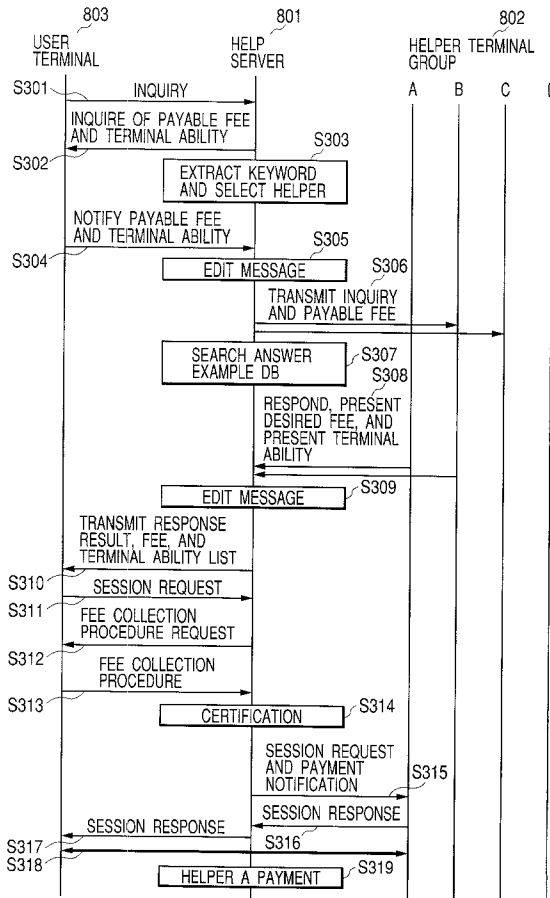 803
801
802
USER
TERMINAL
HELP
SERVER
HELPER TERMINAL
GROUP
A B C
S301
INQUIRY
INQUIRE OF PAYABLE FEE
AND TERMINAL ABILITY
S302
S303
EXTRACT KEYWORD
AND SELECT HELPER
NOTIFY PAYABLE FEE
AND TERMINAL ABILITY
S304
S305
EDIT MESSAGE
S306
TRANSMIT INQUIRY
AND PAYABLE FEE
SEARCH ANSWER
EXAMPLE DB
S307
S308
RESPOND, PRESENT
DESIRED FEE, AND
PRESENT TERMINAL
ABILITY
EDIT MESSAGE
S309
TRANSMIT RESPONSE
RESULT, FEE, AND
TERMINAL ABILITY LIST
S310
SESSION REQUEST
S311
FEE COLLECTION
PROCEDURE REQUEST
S312
FEE COLLECTION
PROCEDURE
S313
CERTIFICATION
S314
SESSION REQUEST
AND PAYMENT
NOTIFICATION
S315
SESSION RESPONSE
S316
SESSION RESPONSE
S317
S318
HELPER A PAYMENT
S319